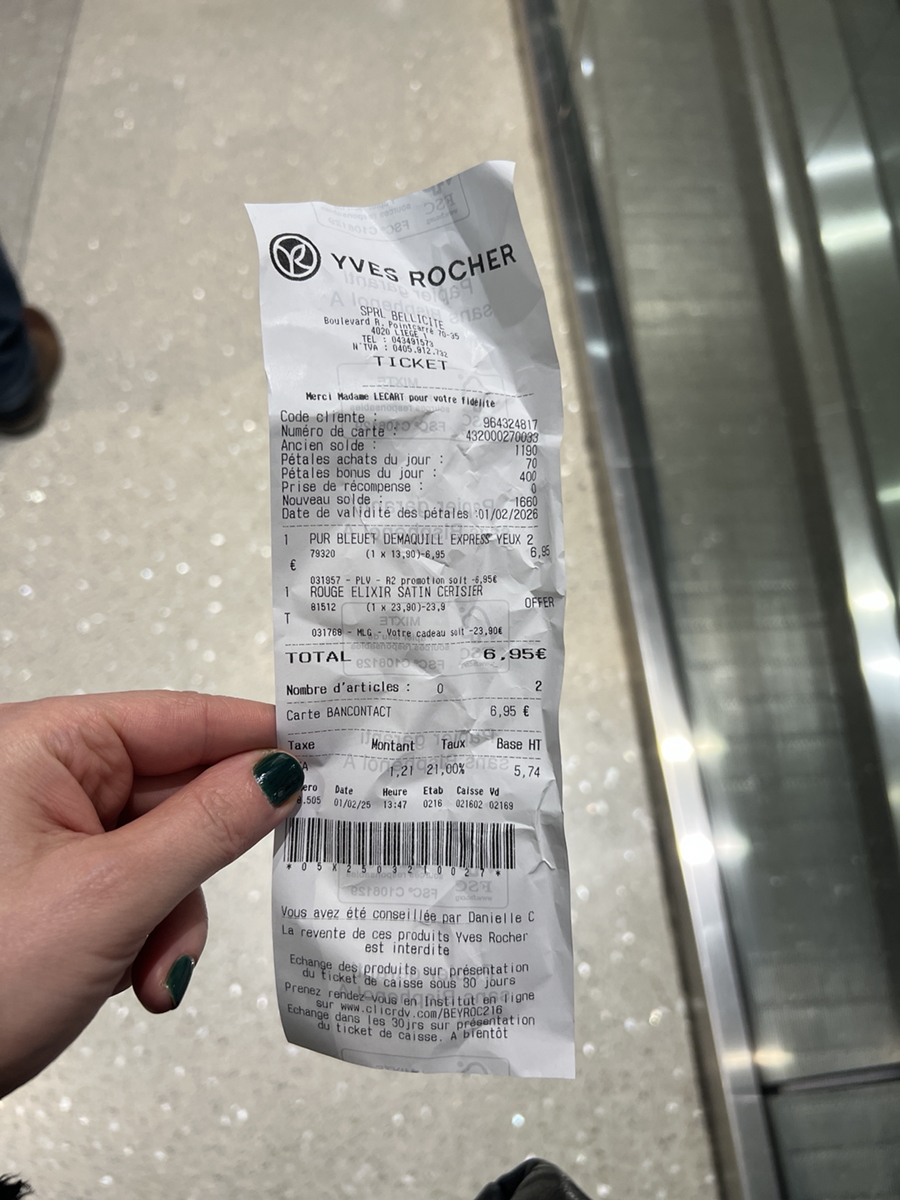 YVES ROCHER
SPRL BELLICITE
Boulevard R. Pointcarré 70-35
4020 LIEGE 1
TEL : 043491573
N°TVA : 0405.912.732
TICKET
Merci Madame LECART pour votre fidélité
Code cliente : 964324817
Numéro de carte : 432000270033
Ancien solde : 1190
Pétales achats du jour : 70
Pétales bonus du jour : 400
Prise de récompense : 0
Nouveau solde : 1660
Date de validité des pétales :01/02/2026
1 PUR BLEUET DEMAQUILL EXPRESS YEUX 2
79320 (1 x 13,90)-6,95 6,95
€
031957 - PLV - R2 promotion soit -6,95€
1 ROUGE ELIXIR SATIN CERISIER
81512 (1 x 23,90)-23,9 OFFER
T
031768 - MLG - Votre cadeau soit -23,90€
TOTAL 6,95€
Nombre d'articles : 0 2
Carte BANCONTACT 6,95 €
Taxe Montant Taux Base HT
1,21 21,00% 5,74
Date Heure Etab Caisse Vd
.505 01/02/25 13:47 0216 021602 02169
*05X2503210027*
Vous avez été conseillée par Danielle C
La revente de ces produits Yves Rocher
est interdite
Echange des produits sur présentation
du ticket de caisse sous 30 jours
Prenez rendez-vous en Institut en ligne
sur www.clicrdv.com/BEYROC216
Echange dans les 30jrs sur présentation
du ticket de caisse. A bientôt